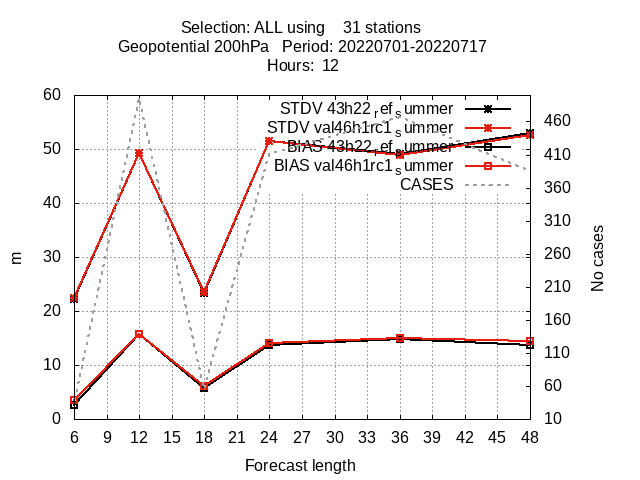 Selection: ALL using    31 stations
Geopotential 200hPa   Period: 20220701-20220717
Hours:  12
STDV 43h22ref_summer
STDV val46h1rc1_summer
BIAS 43h22ref_summer
BIAS val46h1rc1_summer
CASES
60
50
40
30
20
10
0
460
410
360
310
260
210
160
110
60
10
m
No cases
6 9 12 15 18 21 24 27 30 33 36 39 42 45 48
Forecast length